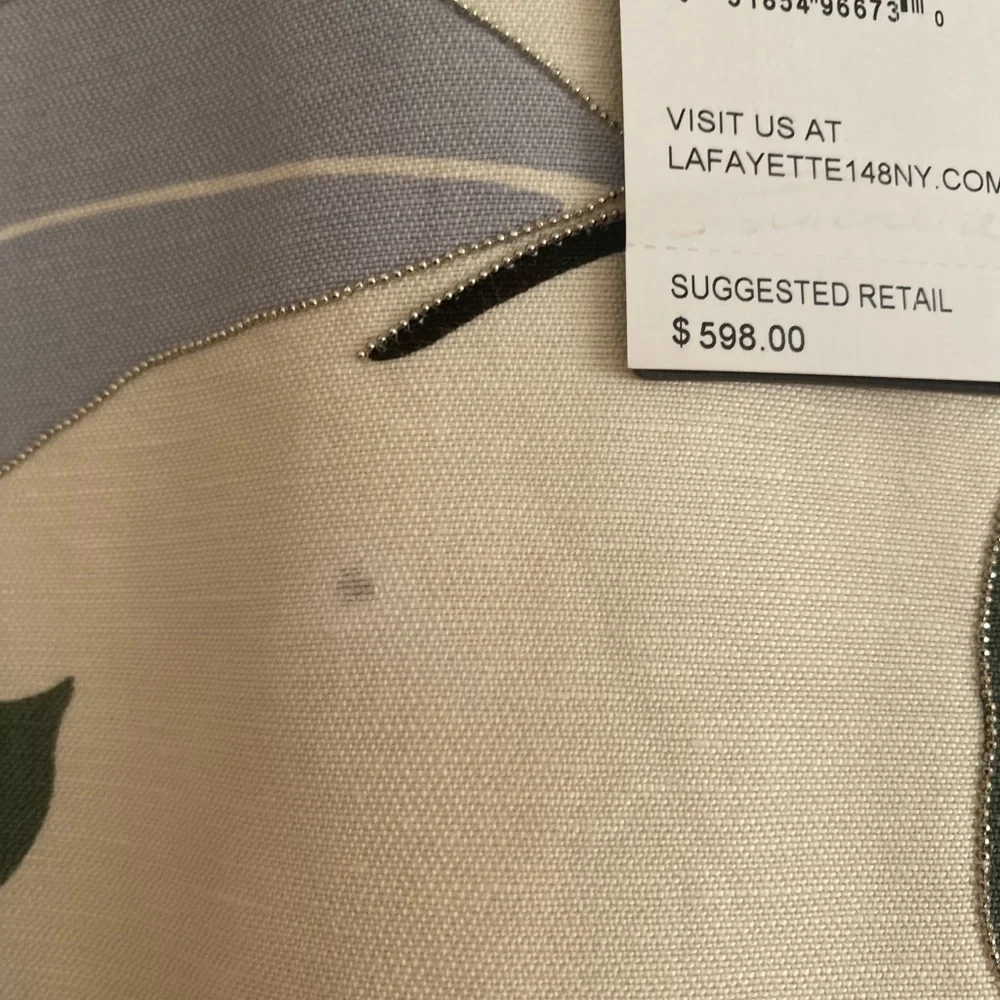 VISIT US AT
LAFAYETTE148NY.COM
SUGGESTED RETAIL
$ 598.00